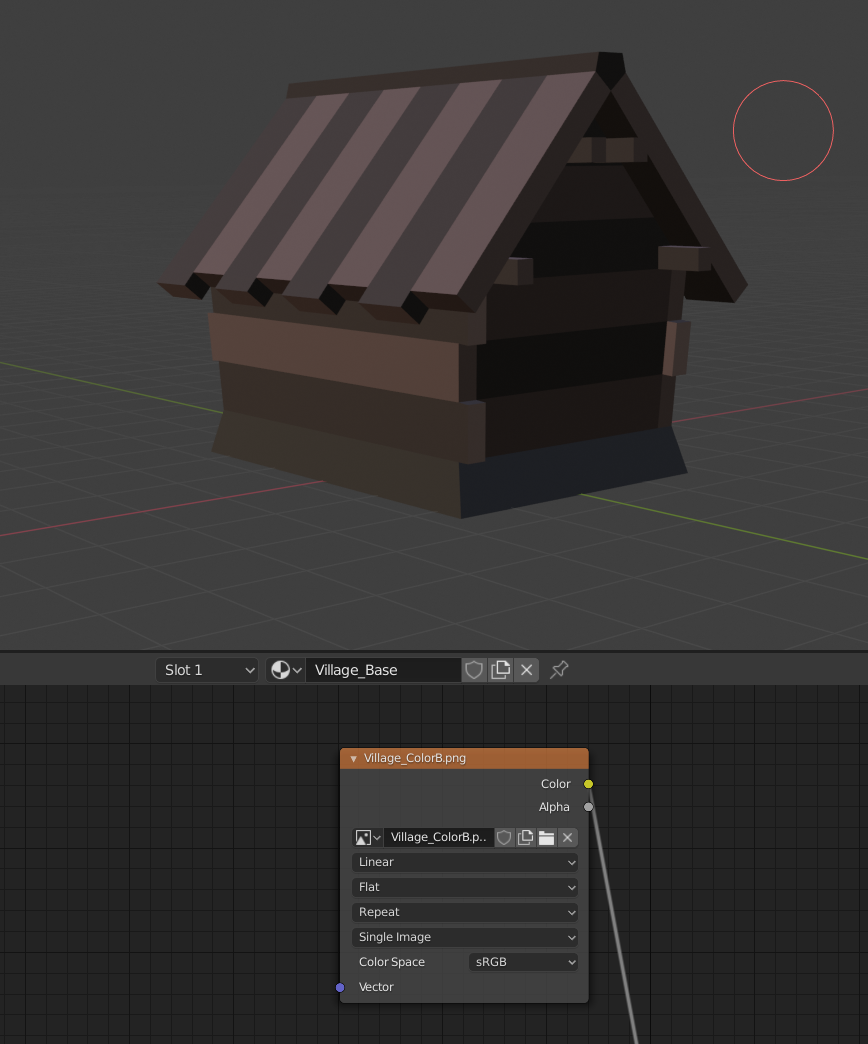 Slot 1
Village_Base
Village_ColorB.png
Color
Alpha
Village_ColorB.p..
Linear
Flat
Repeat
Single Image
Color Space
sRGB
Vector